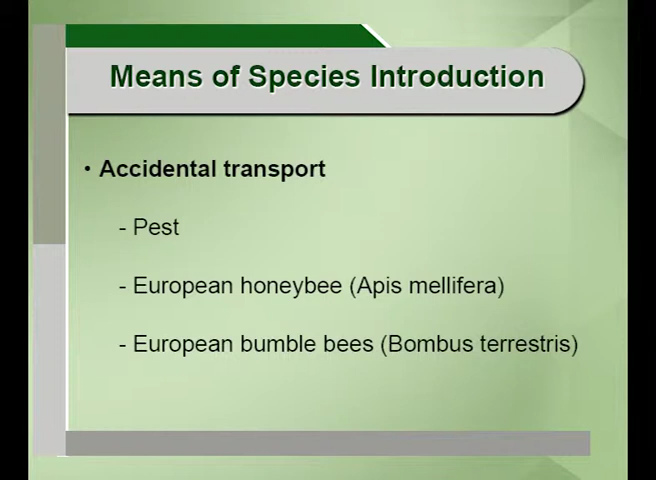 Means of Species Introduction
• Accidental transport
- Pest
- European honeybee (Apis mellifera)
- European bumble bees (Bombus terrestris)